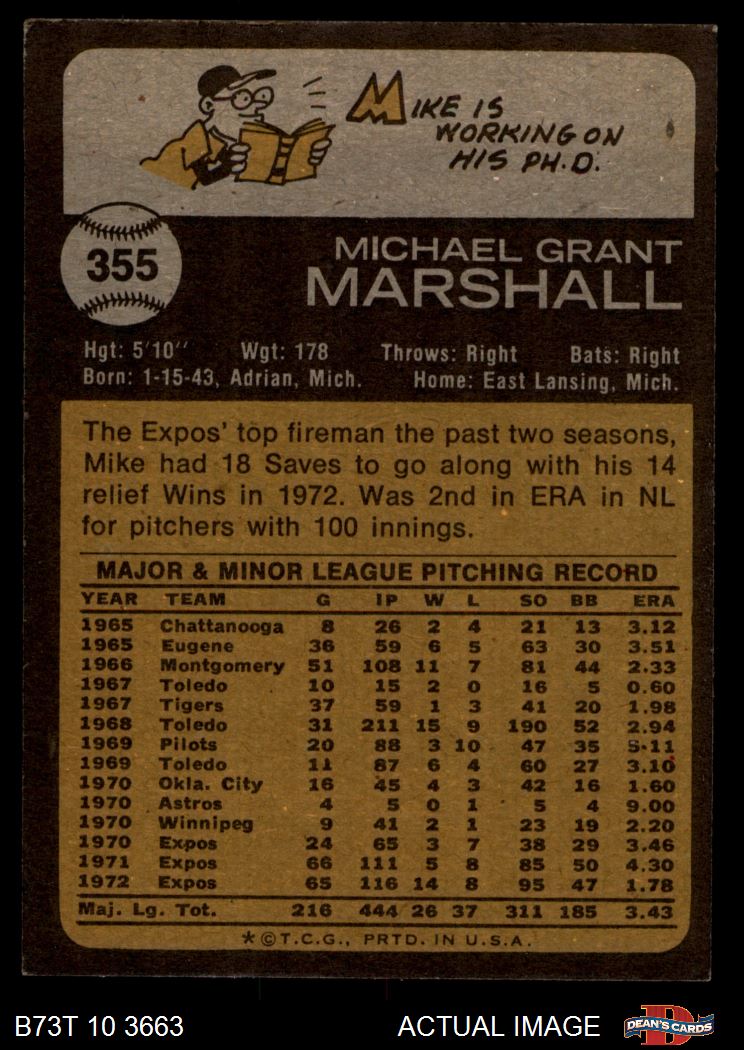 MIKE IS
WORKING ON
HIS PH.D.
355
MICHAEL GRANT
MARSHALL
Hgt: 5'10'' Wgt: 178 Throws: Right Bats: Right
Born: 1-15-43, Adrian, Mich. Home: East Lansing, Mich.
The Expos' top fireman the past two seasons,
Mike had 18 Saves to go along with his 14
relief Wins in 1972. Was 2nd in ERA in NL
for pitchers with 100 innings.
MAJOR & MINOR LEAGUE PITCHING RECORD
YEAR TEAM G IP W L SO BB ERA
1965 Chattanooga 8 26 2 4 21 13 3.12
1965 Eugene 36 59 6 5 63 30 3.51
1966 Montgomery 51 108 11 7 81 44 2.33
1967 Toledo 10 15 2 0 16 5 0.60
1967 Tigers 37 59 1 3 41 20 1.98
1968 Toledo 31 211 15 9 190 52 2.94
1969 Pilots 20 88 3 10 47 35 5.11
1969 Toledo 11 87 6 4 60 27 3.10
1970 Okla. City 16 45 4 3 42 16 1.60
1970 Astros 4 5 0 1 5 4 9.00
1970 Winnipeg 9 41 2 1 23 19 2.20
1970 Expos 24 65 3 7 38 29 3.46
1971 Expos 66 111 5 8 85 50 4.30
1972 Expos 65 116 14 8 95 47 1.78
Maj. Lg. Tot. 216 444 26 37 311 185 3.43
*©T.C.G., PRTD. IN U.S.A.
B73T 10 3663 ACTUAL IMAGE DEAN'S CARDS